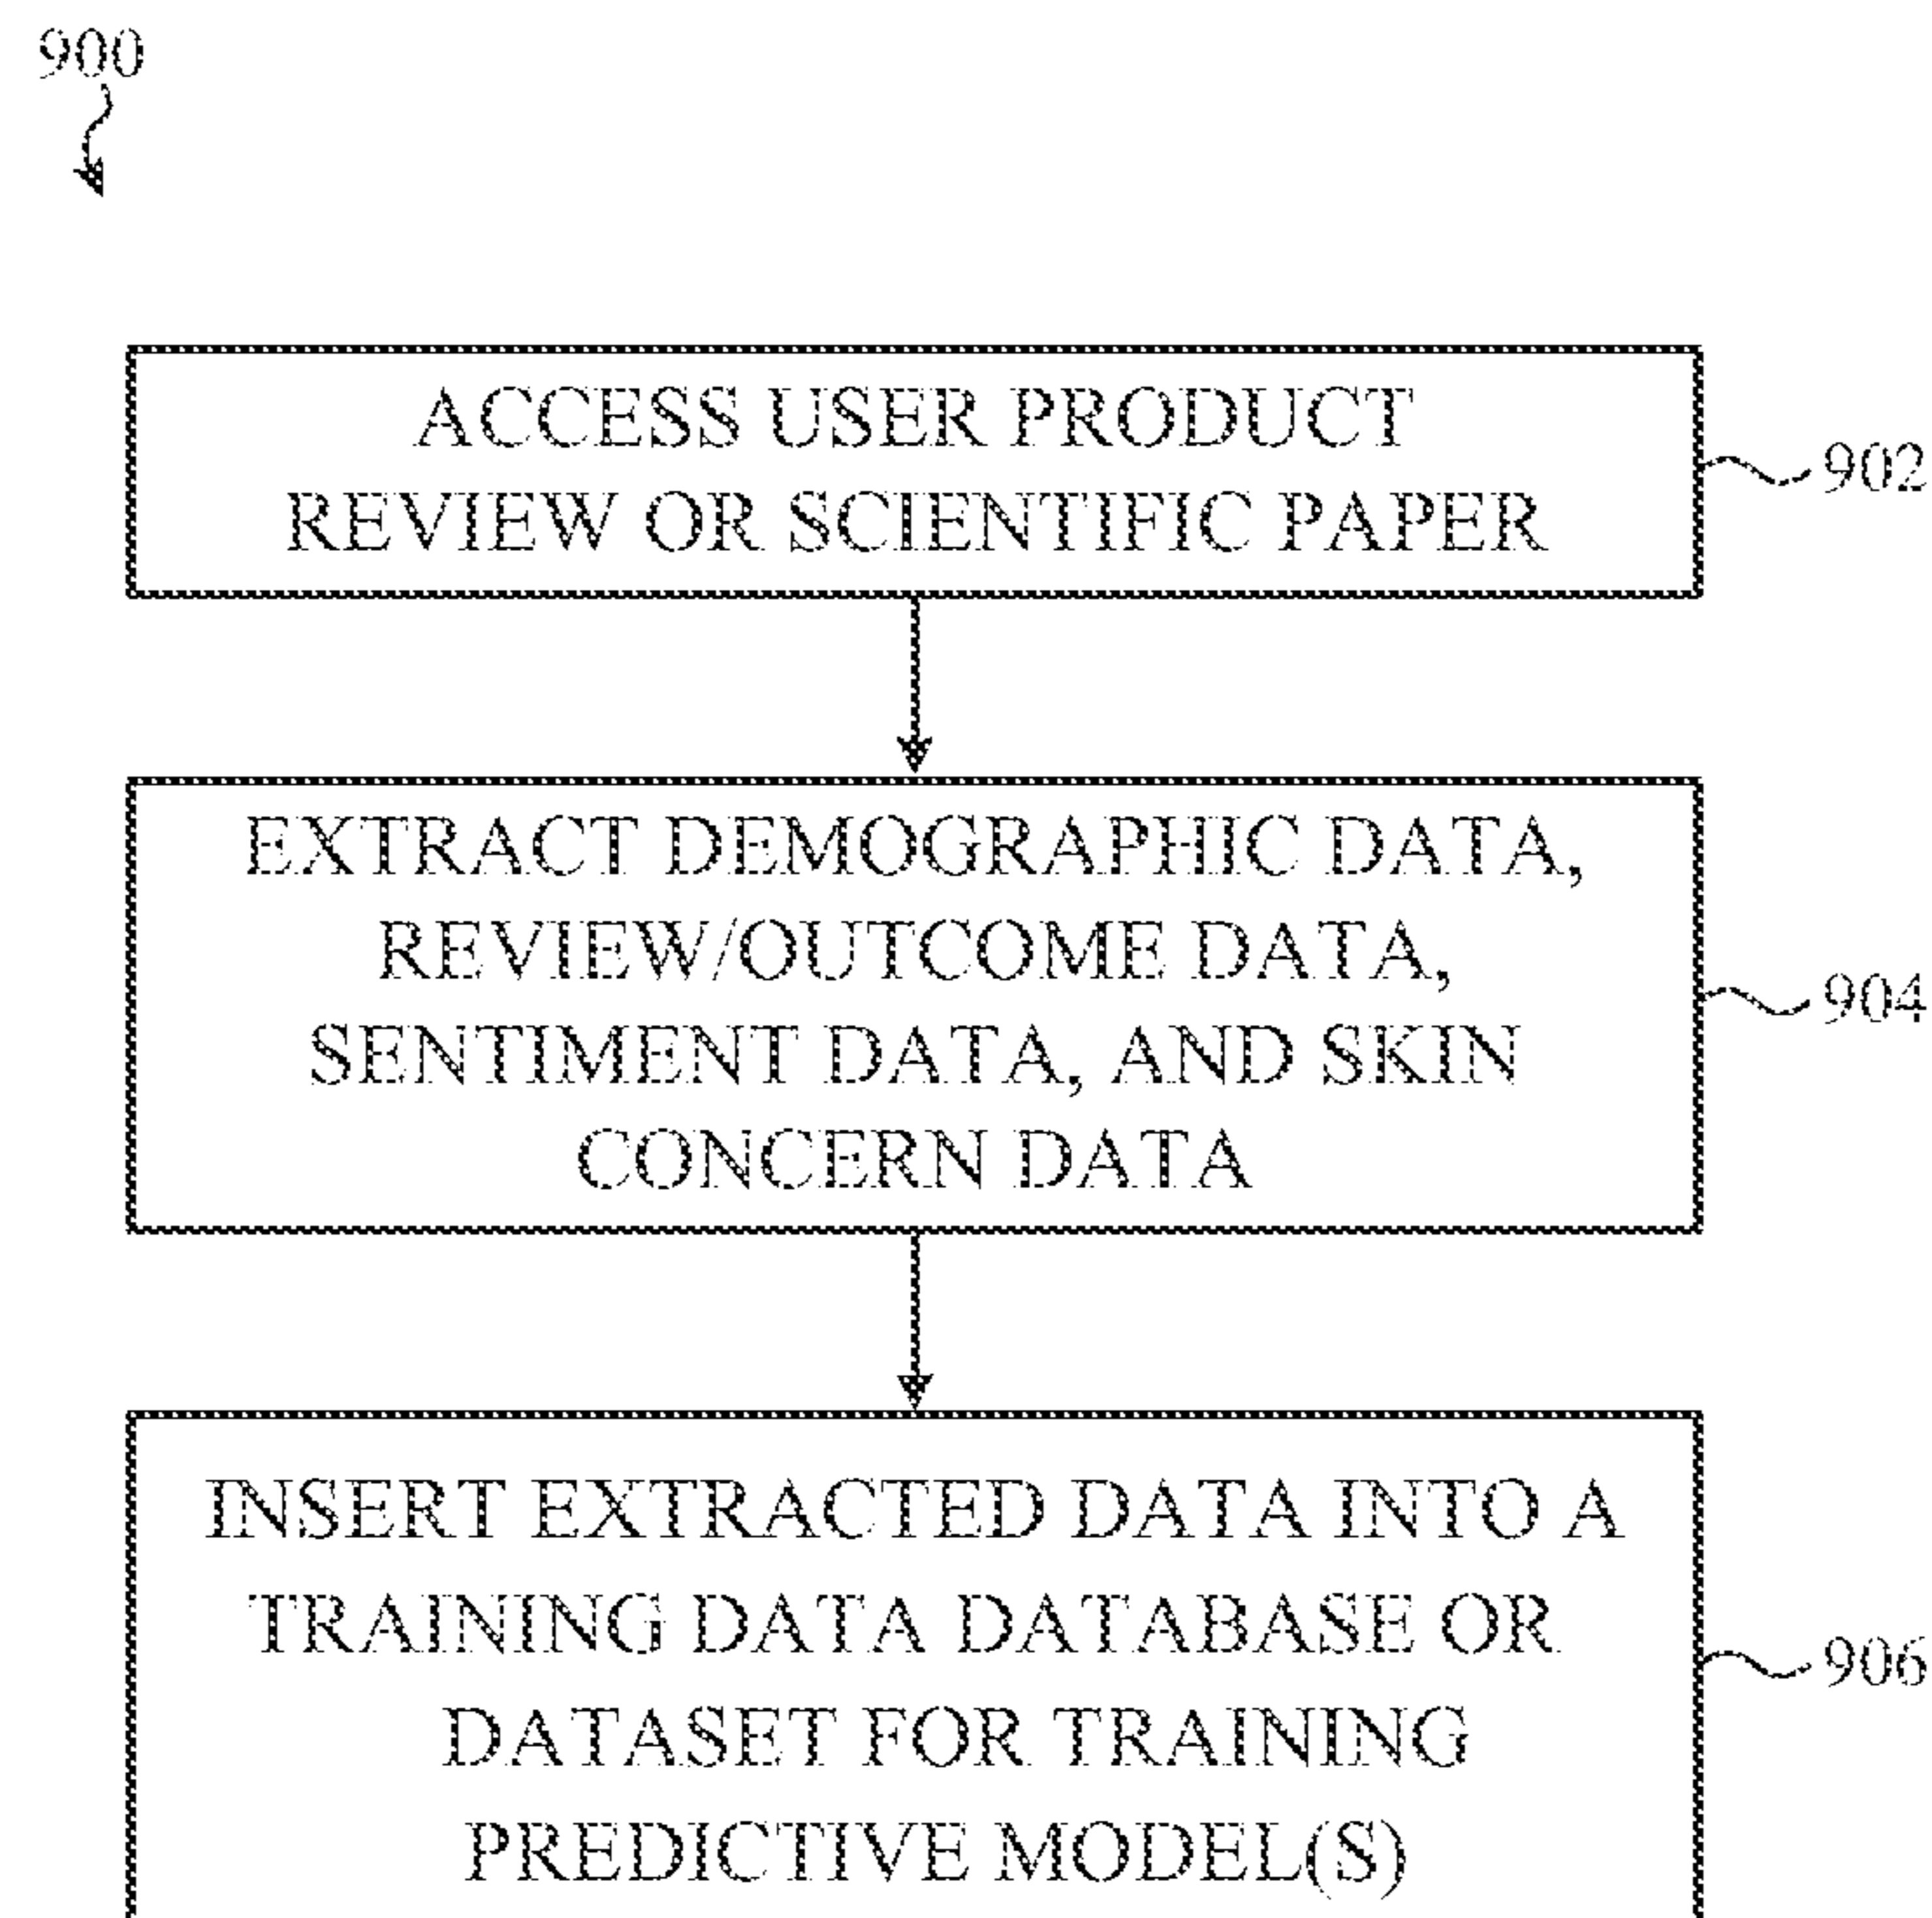 900
ACCESS USER PRODUCT
REVIEW OR SCIENTIFIC PAPER
902
EXTRACT DEMOGRAPHIC DATA,
REVIEW/OUTCOME DATA,
SENTIMENT DATA, AND SKIN
CONCERN DATA
904
INSERT EXTRACTED DATA INTO A
TRAINING DATA DATABASE OR
DATASET FOR TRAINING
PREDICTIVE MODEL(S)
906